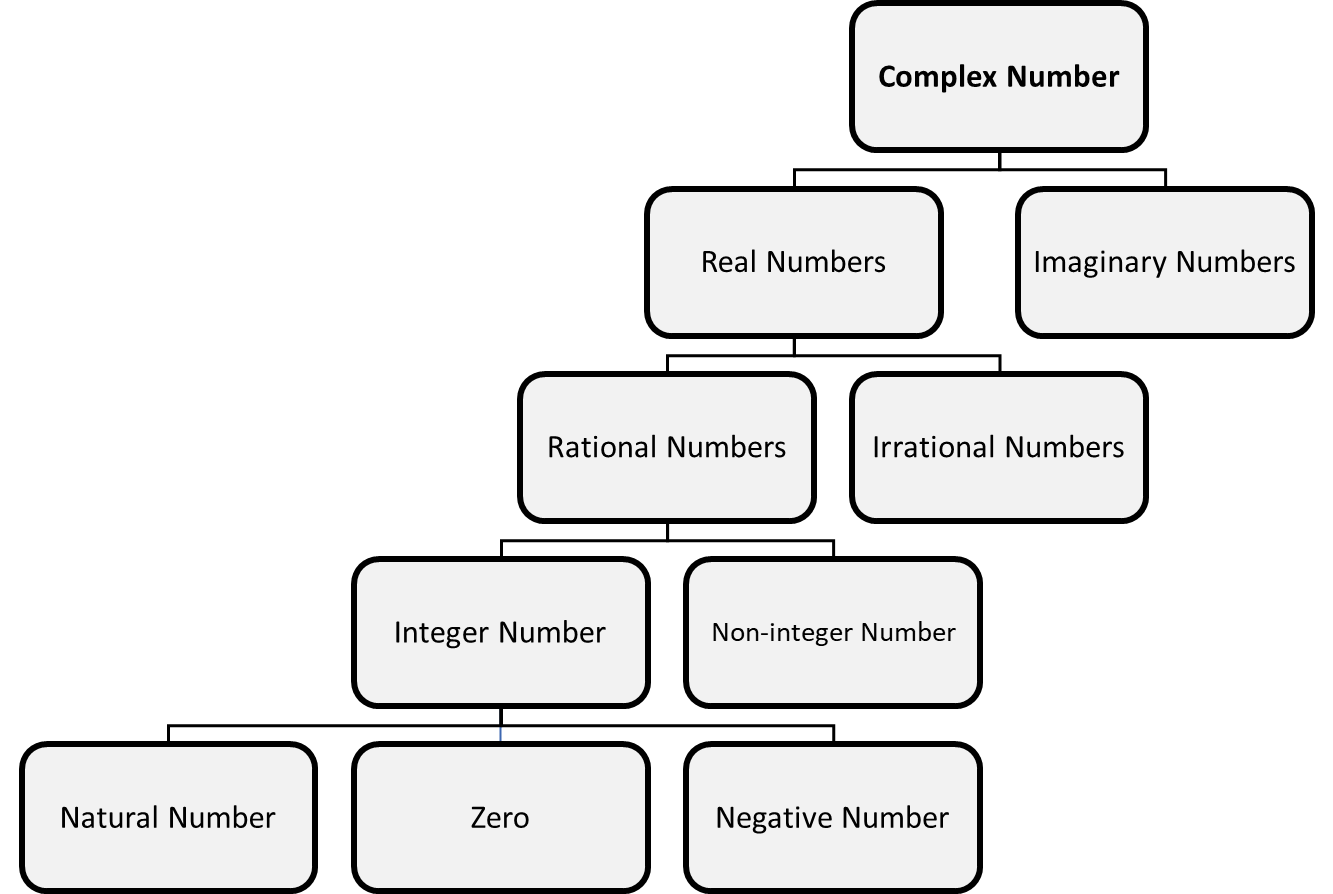 Complex Number
Real Numbers
Imaginary Numbers
Rational Numbers
Irrational Numbers
Integer Number
Non-integer Number
Natural Number
Zero
Negative Number